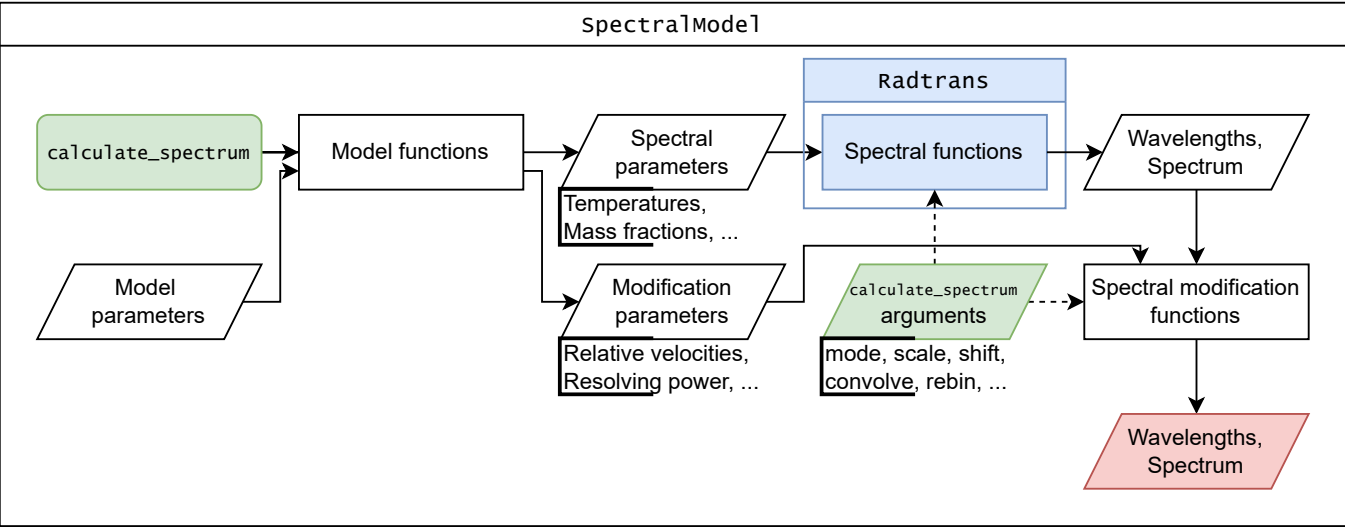 SpectralModel
Radtrans
calculate_spectrum
Model functions
Spectral
parameters
Spectral functions
Wavelengths,
Spectrum
Temperatures,
Mass fractions, ...
Model
parameters
Modification
parameters
calculate_spectrum
arguments
Spectral modification
functions
Relative velocities,
Resolving power, ...
mode, scale, shift,
convolve, rebin, ...
Wavelengths,
Spectrum